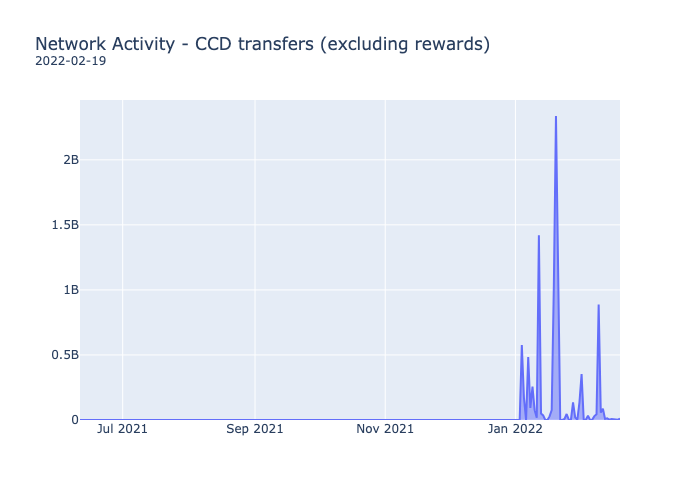 Network Activity - CCD transfers (excluding rewards)
2022-02-19
2B
1.5B
1B
0.5B
0
Jul 2021 Sep 2021 Nov 2021 Jan 2022